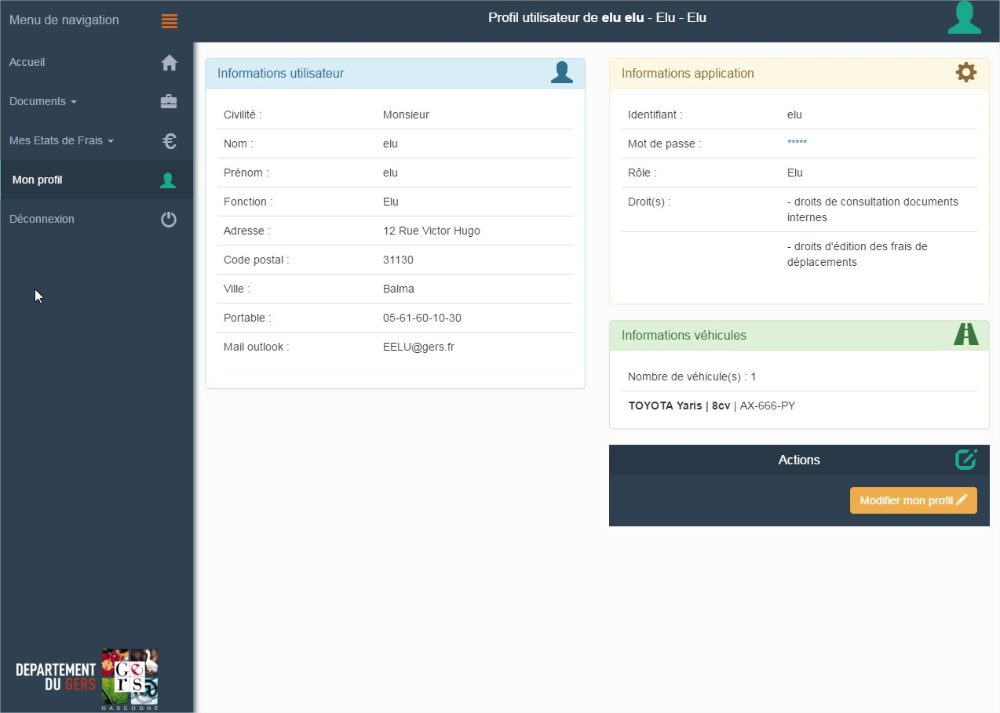 Menu de navigation
Profil utilisateur de elu elu - Elu - Elu
Accueil
Documents
Mes Etats de Frais
€
Mon profil
Déconnexion
Informations utilisateur
Civilité : Monsieur
Nom : elu
Prénom : elu
Fonction : Elu
Adresse : 12 Rue Victor Hugo
Code postal : 31130
Ville : Balma
Portable : 05-61-60-10-30
Mail outlook : EELU@gers.fr
Informations application
Identifiant : elu
Mot de passe : *****
Rôle : Elu
Droit(s) : - droits de consultation documents
internes
- droits d'édition des frais de
déplacements
Informations véhicules
Nombre de véhicule(s) : 1
TOYOTA Yaris | 8cv | AX-666-PY
Actions
Modifier mon profil
DEPARTEMENT
DU GERS
Gers
GASCOGNE